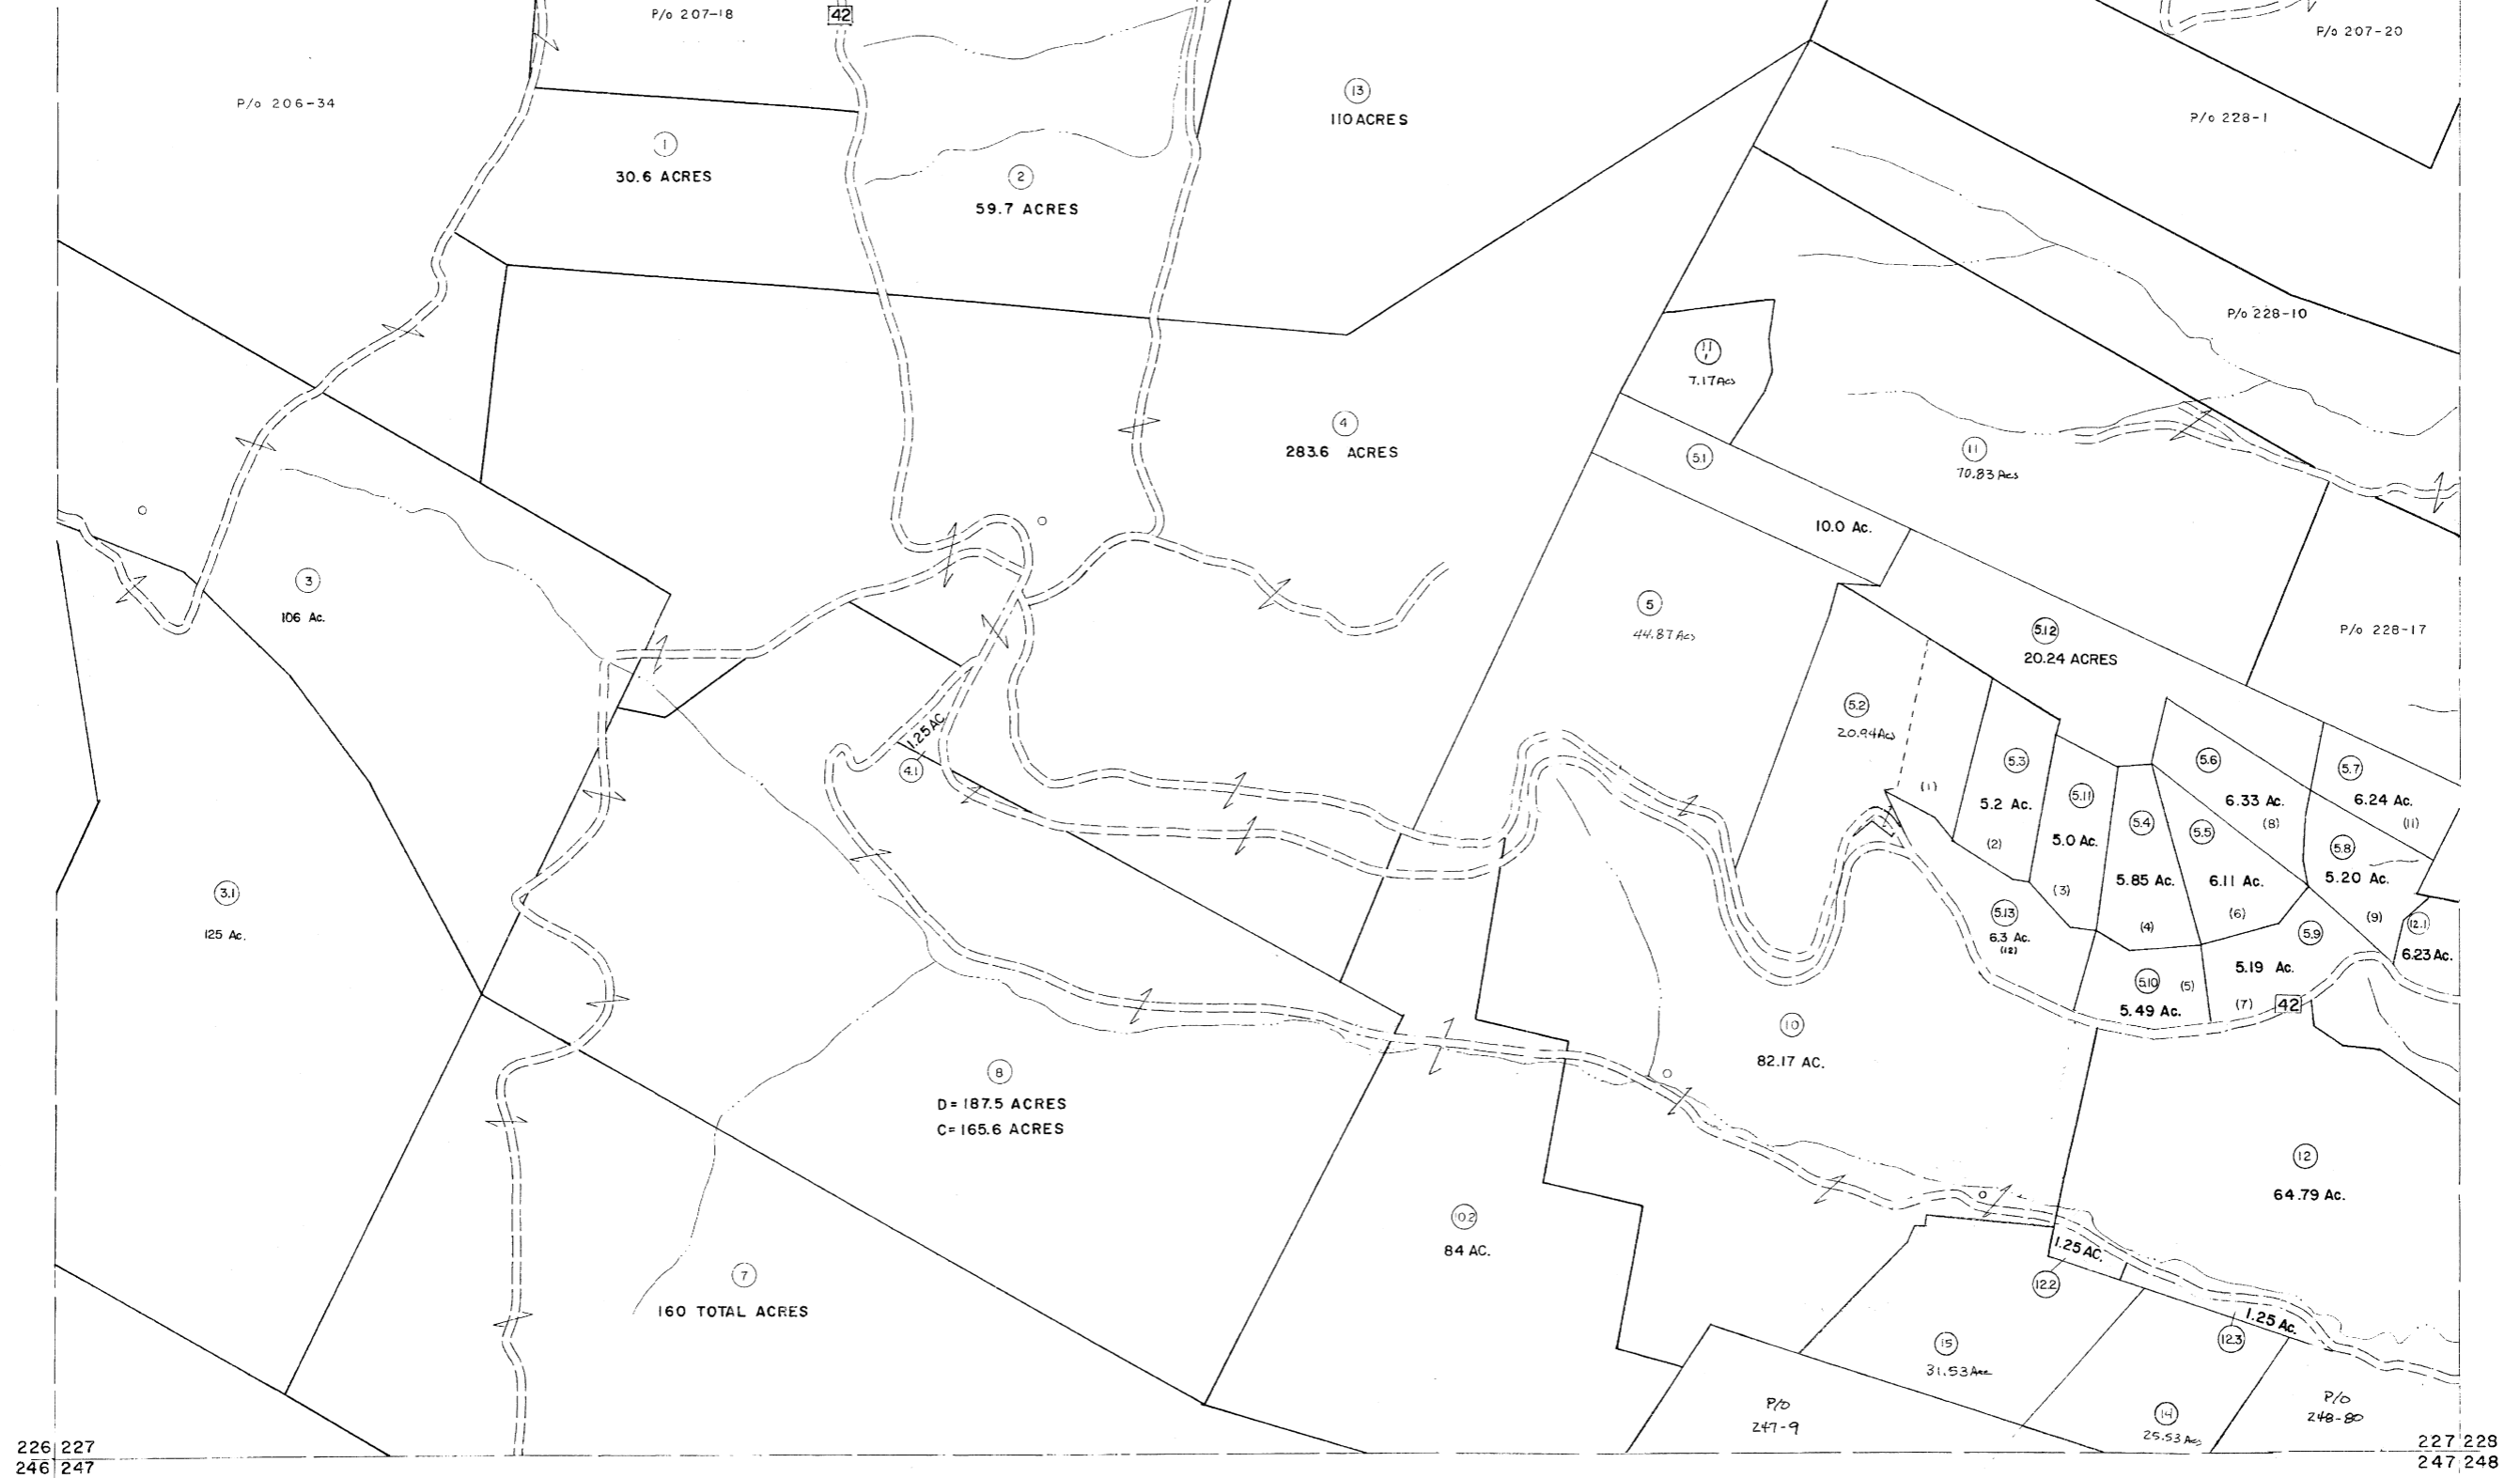 P/o 207-18
42
P/o 207-20
P/o 206-34
13
110 ACRES
P/o 228-1
1
30.6 ACRES
2
59.7 ACRES
P/o 228-10
11
7.17 Acs
4
283.6 ACRES
5.1
11
70.83 Acs
10.0 Ac.
3
106 Ac.
5
44.87 Acs
5.12
20.24 ACRES
P/o 228-17
5.2
20.94 Acs
1.25 AC.
4.1
(1)
5.3
5.2 Ac.
(2)
5.11
5.0 Ac.
(3)
5.4
5.85 Ac.
(4)
5.5
6.11 Ac.
(6)
5.6
6.33 Ac.
(8)
5.7
6.24 Ac.
(11)
5.8
5.20 Ac.
(9)
3.1
125 Ac.
5.13
6.3 Ac.
(12)
5.9
5.19 Ac.
(7)
42
12.1
6.23 Ac.
5.10
(5)
5.49 Ac.
10
82.17 AC.
8
D = 187.5 ACRES
C = 165.6 ACRES
12
64.79 Ac.
10.2
84 AC.
1.25 AC.
12.2
7
160 TOTAL ACRES
1.25 Ac.
12.3
15
31.53 Acs
P/O
247-9
14
25.53 Acs
P/O
248-80
226 227
246 247
227 228
247 248